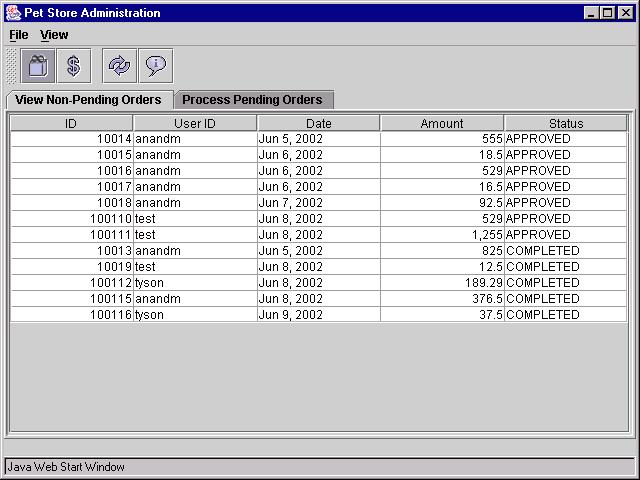 Pet Store Administration
File View
$ i
View Non-Pending Orders Process Pending Orders
ID User ID Date Amount Status
10014 anandm Jun 5, 2002 555 APPROVED
10015 anandm Jun 6, 2002 18.5 APPROVED
10016 anandm Jun 6, 2002 529 APPROVED
10017 anandm Jun 6, 2002 16.5 APPROVED
10018 anandm Jun 7, 2002 92.5 APPROVED
100110 test Jun 8, 2002 529 APPROVED
100111 test Jun 8, 2002 1,255 APPROVED
10013 anandm Jun 5, 2002 825 COMPLETED
10019 test Jun 8, 2002 12.5 COMPLETED
100112 tyson Jun 8, 2002 189.29 COMPLETED
100115 anandm Jun 8, 2002 376.5 COMPLETED
100116 tyson Jun 9, 2002 37.5 COMPLETED
Java Web Start Window